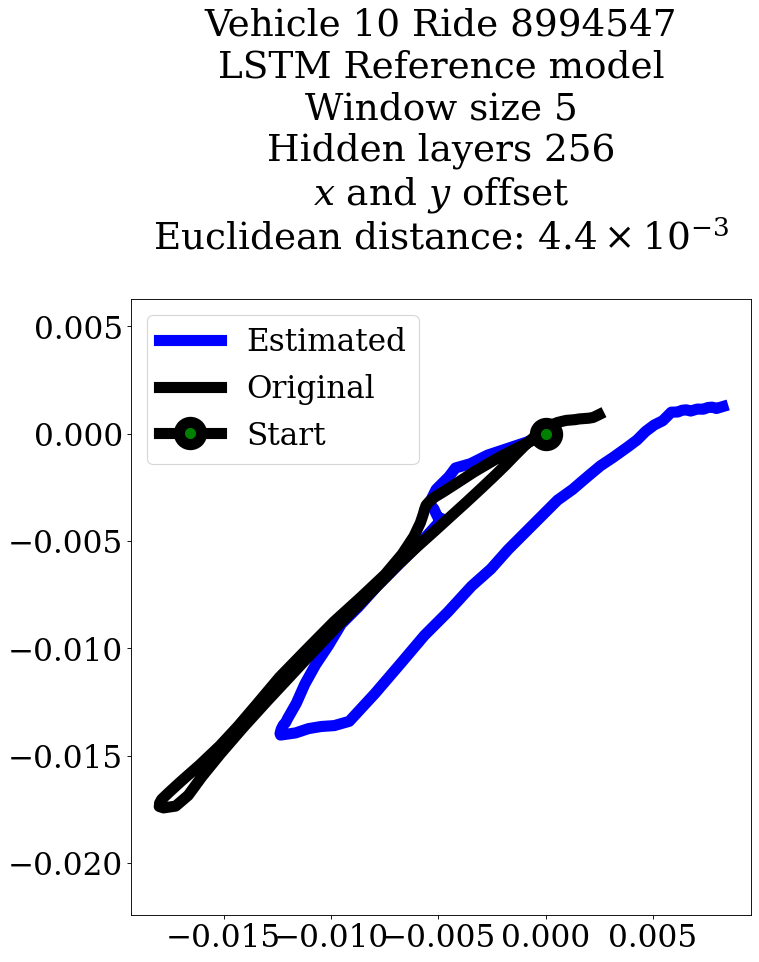 Vehicle 10 Ride 8994547
LSTM Reference model
Window size 5
Hidden layers 256
x and y offset
Euclidean distance: 4.4 × 10⁻³
Estimated
Original
Start
0.005
0.000
−0.005
−0.010
−0.015
−0.020
−0.015 −0.010 −0.005 0.000 0.005